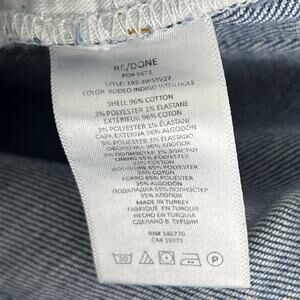 RE/DONE
PO# 5873
STYLE: 192-3WSTV27
COLOR: RODEO INDIGO WITH HOLE
SHELL 96% COTTON
3% POLYESTER 1% ELASTANE
EXTÉRIEUR: 96% COTON
3% POLYESTER 1% ÉLASTANE
CAPA EXTERNA 96% ALGODÓN
3% POLIÉSTER 1% ELASTANO
96% ХЛОПОК
3% ПОЛИЭСТЕР 1% ЭЛАСТАН
LINING 65% POLYESTER
35% COTTON
DOUBLURE: 65% POLYESTER
35% COTON
FORRO 65% POLIÉSTER
35% ALGODÓN
ПОДКЛАДКА 65% ПОЛИЭСТЕР
35% ХЛОПОК
MADE IN TURKEY
FABRIQUÉ EN TURQUIE
HECHO EN TURQUÍA
СДЕЛАНО В ТУРЦИИ
RN# 146770
CA# 19371
30
P